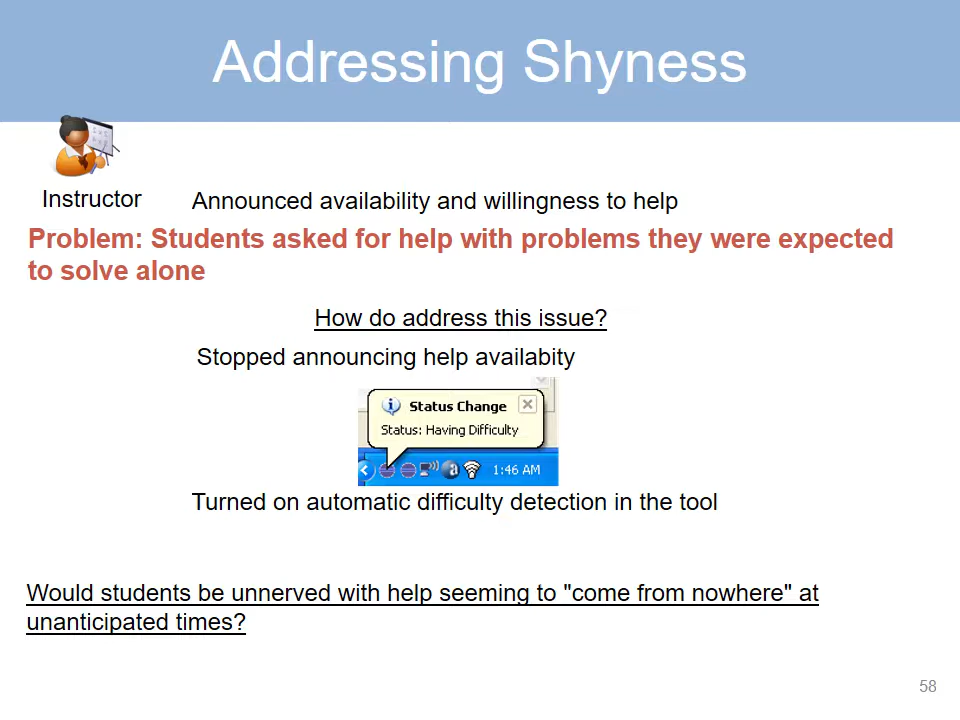 Addressing Shyness
Instructor
Announced availability and willingness to help
Problem: Students asked for help with problems they were expected
to solve alone
How do address this issue?
Stopped announcing help availabity
Status Change
Status: Having Difficulty
a
1:46 AM
Turned on automatic difficulty detection in the tool
Would students be unnerved with help seeming to "come from nowhere" at
unanticipated times?
58